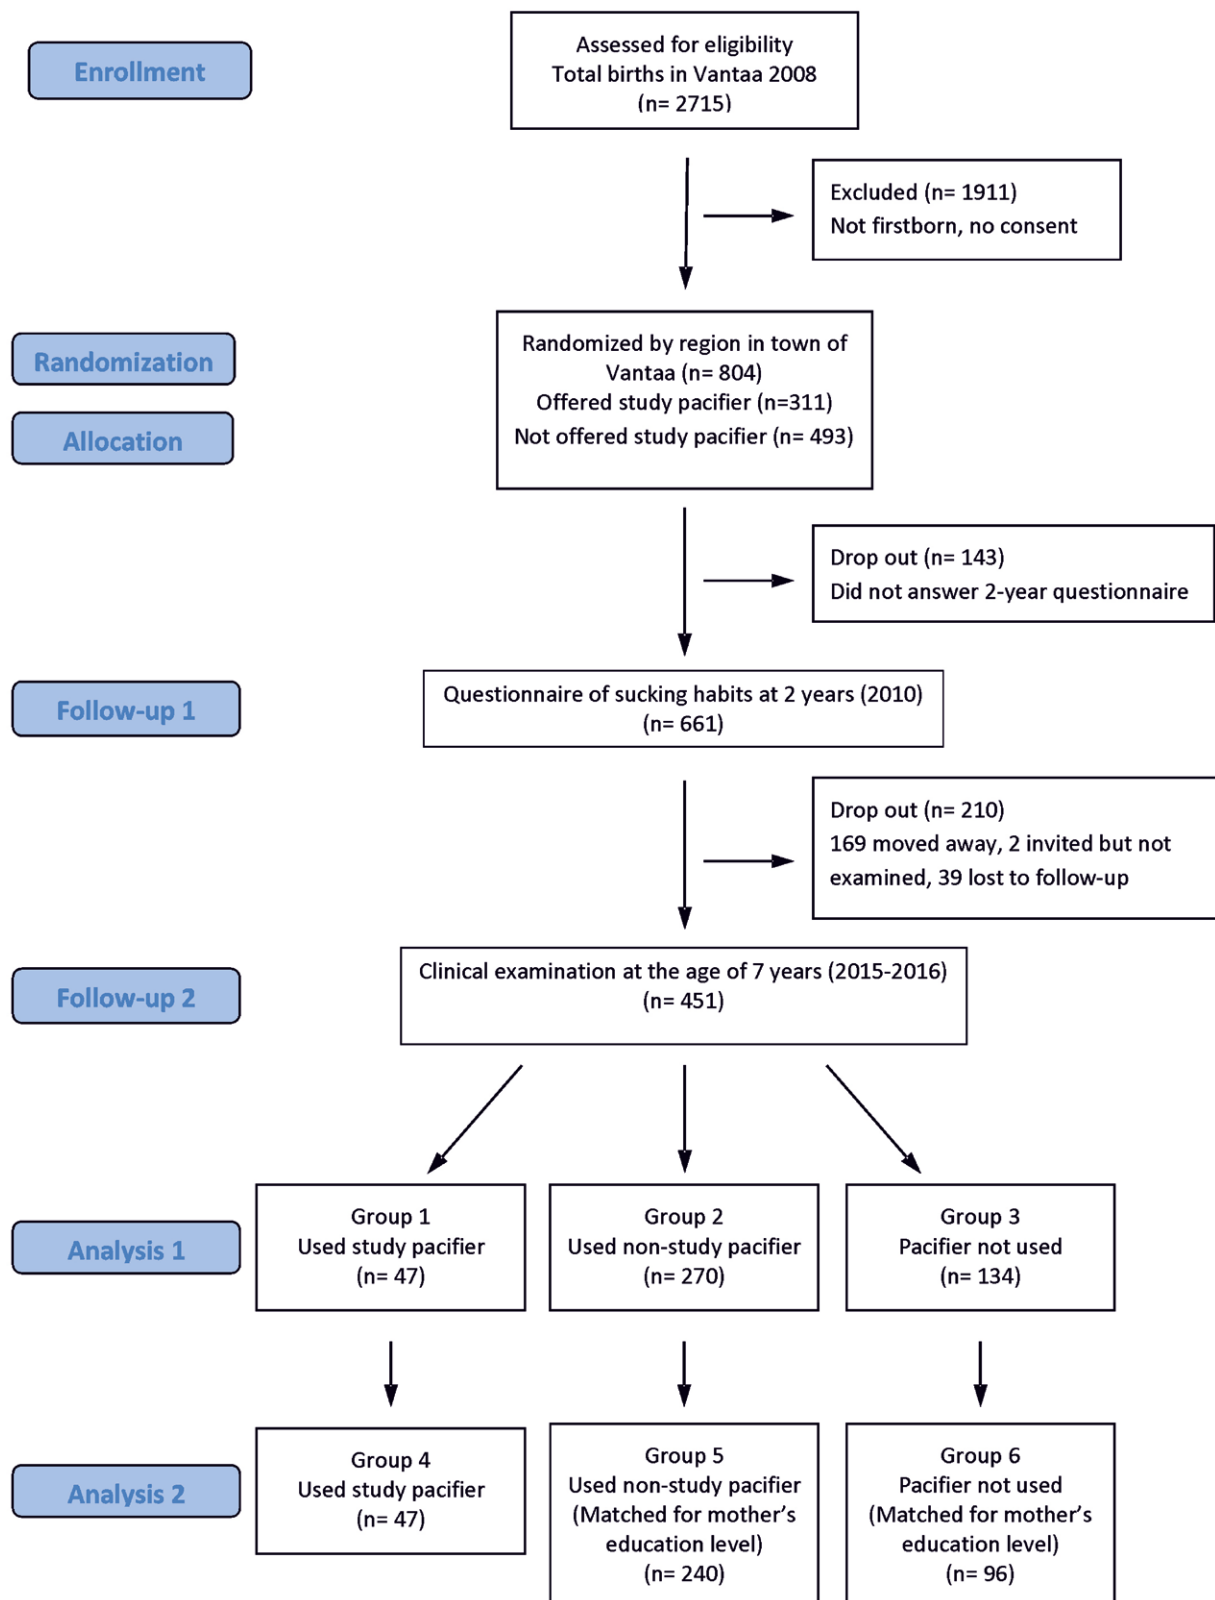 Enrollment
Assessed for eligibility
Total births in Vantaa 2008
(n= 2715)
Excluded (n= 1911)
Not firstborn, no consent
Randomization
Allocation
Randomized by region in town of
Vantaa (n= 804)
Offered study pacifier (n=311)
Not offered study pacifier (n= 493)
Drop out (n= 143)
Did not answer 2-year questionnaire
Follow-up 1
Questionnaire of sucking habits at 2 years (2010)
(n= 661)
Drop out (n= 210)
169 moved away, 2 invited but not
examined, 39 lost to follow-up
Follow-up 2
Clinical examination at the age of 7 years (2015-2016)
(n= 451)
Analysis 1
Group 1
Used study pacifier
(n= 47)
Group 2
Used non-study pacifier
(n= 270)
Group 3
Pacifier not used
(n= 134)
Analysis 2
Group 4
Used study pacifier
(n= 47)
Group 5
Used non-study pacifier
(Matched for mother's
education level)
(n= 240)
Group 6
Pacifier not used
(Matched for mother's
education level)
(n= 96)